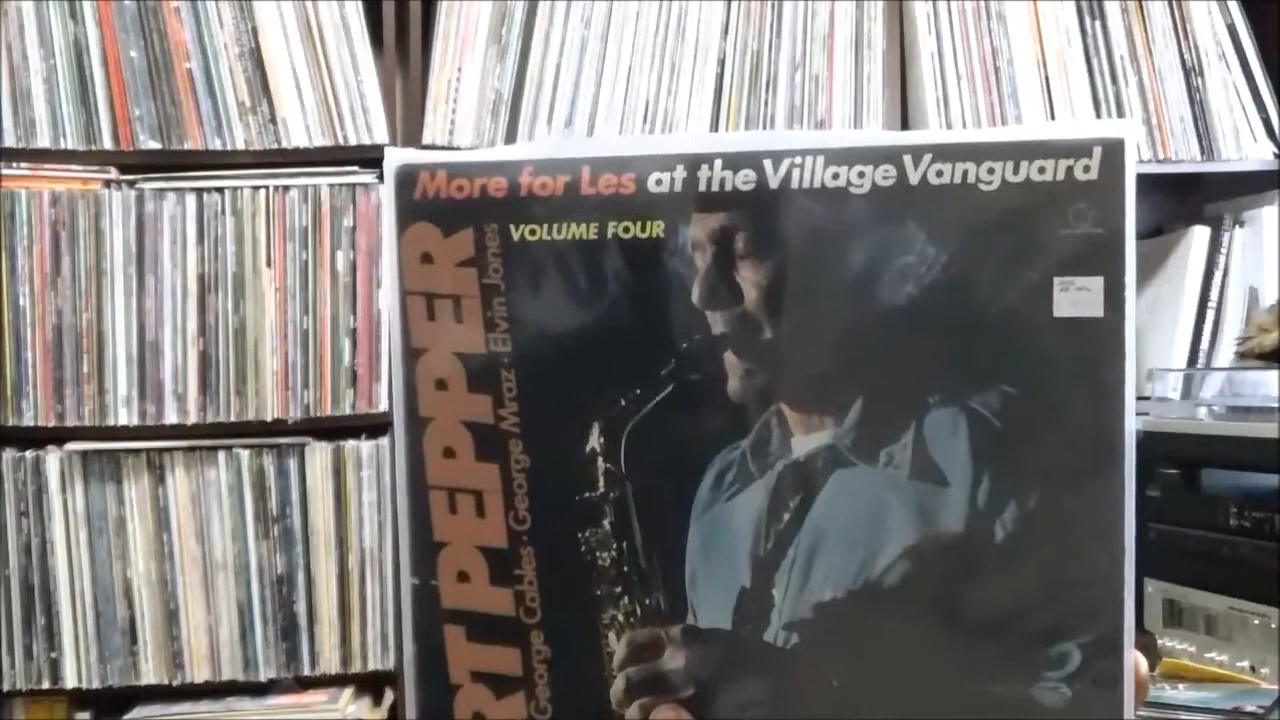 More for Les at the Village Vanguard
VOLUME FOUR
RT PEPPER
George Cables · George Mraz · Elvin Jones